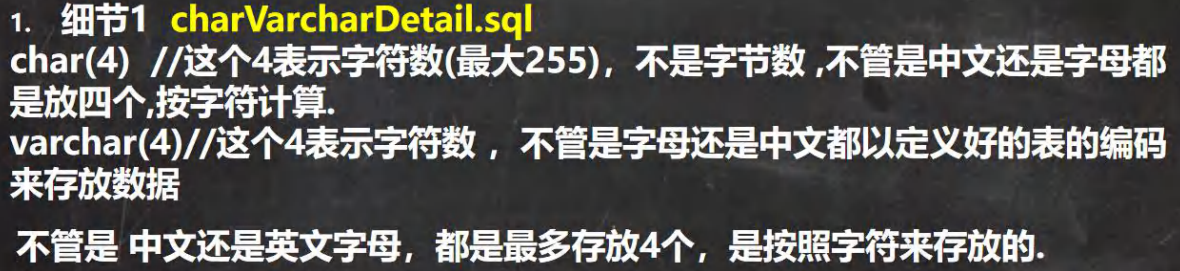 1. 细节1 charVarcharDetail.sql
char(4) //这个4表示字符数(最大255)，不是字节数 ,不管是中文还是字母都
是放四个,按字符计算.
varchar(4)//这个4表示字符数 ，不管是字母还是中文都以定义好的表的编码
来存放数据
不管是 中文还是英文字母，都是最多存放4个，是按照字符来存放的.